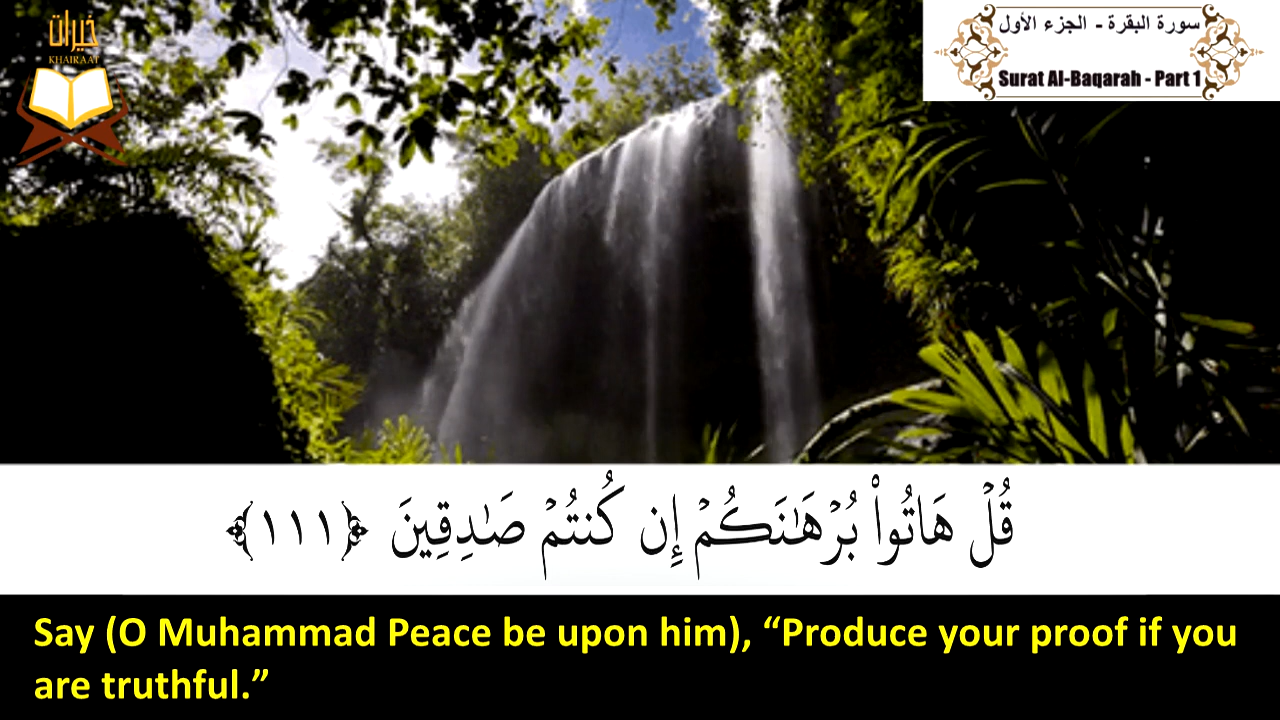 خيرات
KHAIRAAT
سورة البقرة - الجزء الأول
Surat Al-Baqarah - Part 1
قُلْ هَاتُوا۟ بُرْهَـٰنَكُمْ إِن كُنتُمْ صَـٰدِقِينَ ﴿١١١﴾
Say (O Muhammad Peace be upon him), “Produce your proof if you
are truthful.”